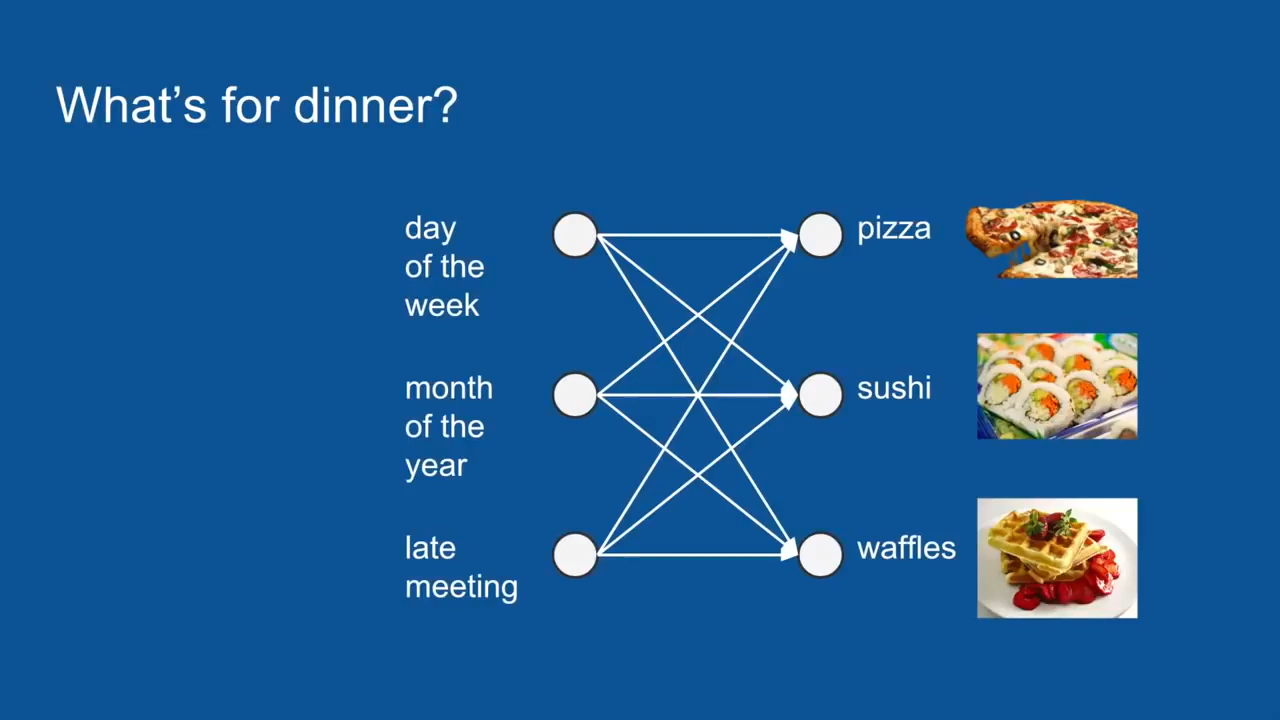 What’s for dinner?
day
of the
week
pizza
month
of the
year
sushi
late
meeting
waffles